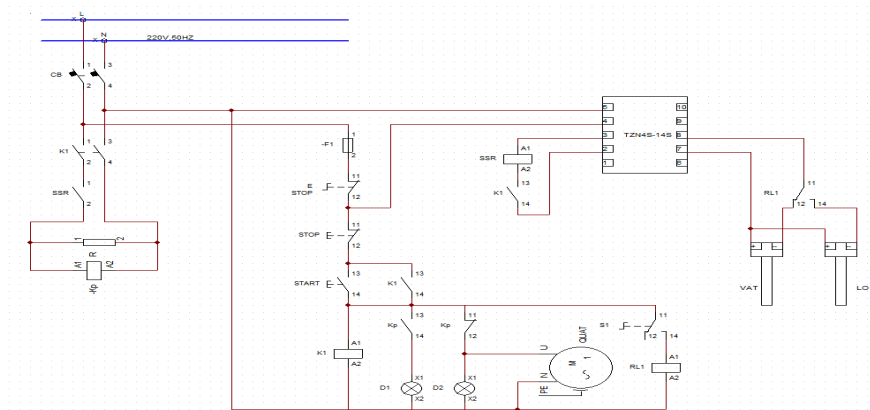 x L
x N
220V,50HZ
CB
1
3
2
4
5
10
4
9
3
8
2
7
1
6
TZN4S-14S
-F1
1
2
K1
1
3
2
4
SSR
A1
A2
K1
13
14
E
STOP
11
12
SSR
1
2
RL1
11
12
14
STOP
11
12
1
2
R
A1
A2
-Kp
+
-
+
-
VAT
LO
START
13
14
K1
13
14
Kp
13
14
Kp
11
12
S1
11
12
14
K1
A1
A2
U
N
PE
M
1
QUAT
RL1
A1
A2
D1
X1
X2
D2
X1
X2